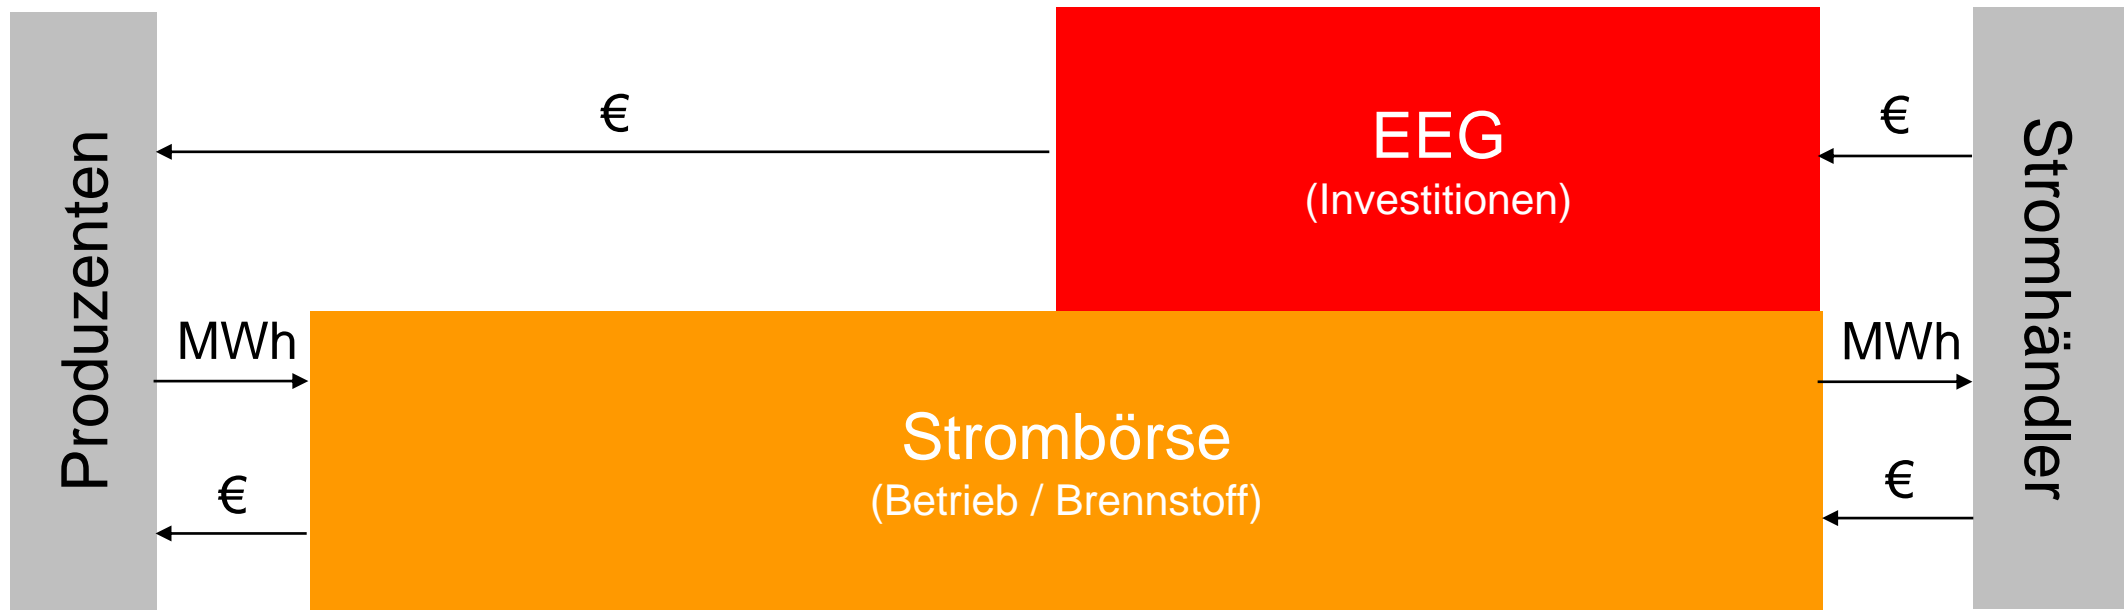 Produzenten
€
EEG
(Investitionen)
€
Stromhändler
MWh
MWh
Strombörse
(Betrieb / Brennstoff)
€
€